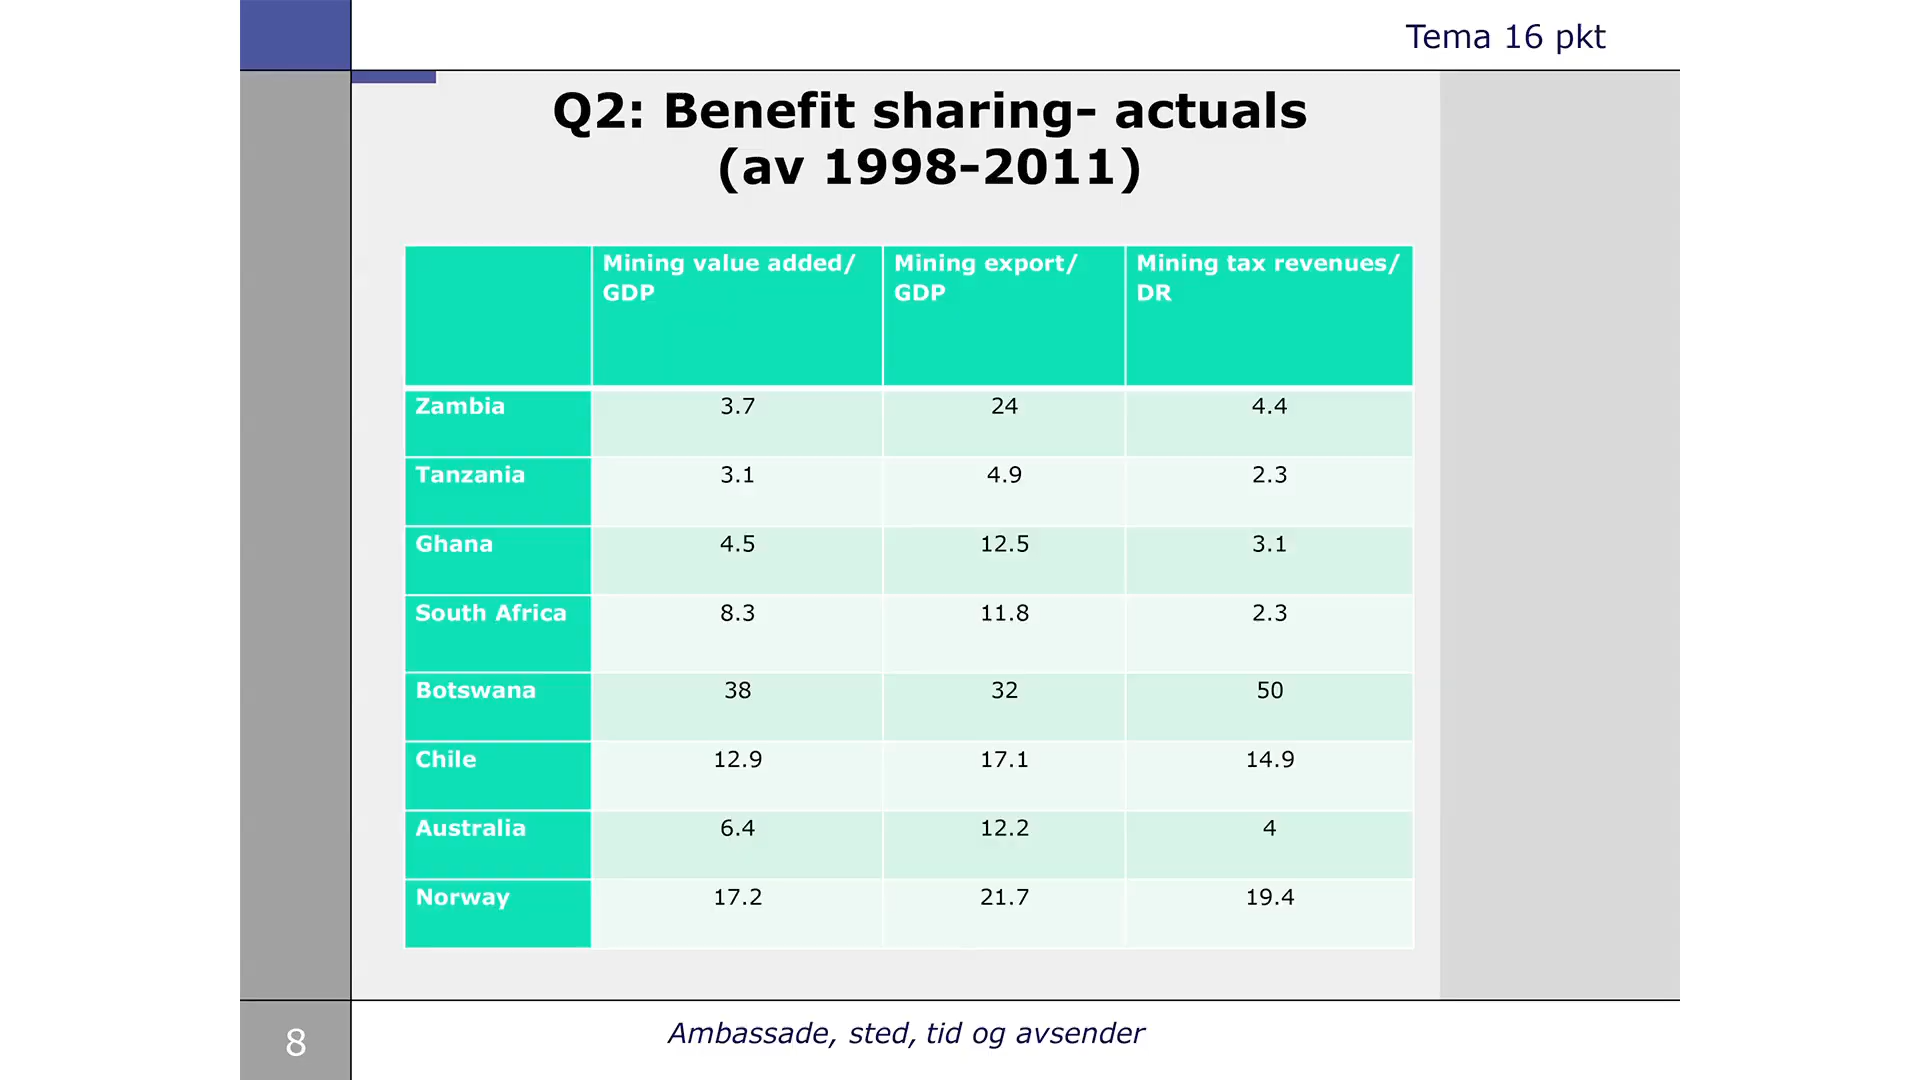 Tema 16 pkt
Q2: Benefit sharing- actuals
(av 1998-2011)
Mining value added/ Mining export/ Mining tax revenues/
GDP GDP DR
Zambia 3.7 24 4.4
Tanzania 3.1 4.9 2.3
Ghana 4.5 12.5 3.1
South Africa 8.3 11.8 2.3
Botswana 38 32 50
Chile 12.9 17.1 14.9
Australia 6.4 12.2 4
Norway 17.2 21.7 19.4
8 Ambassade, sted, tid og avsender